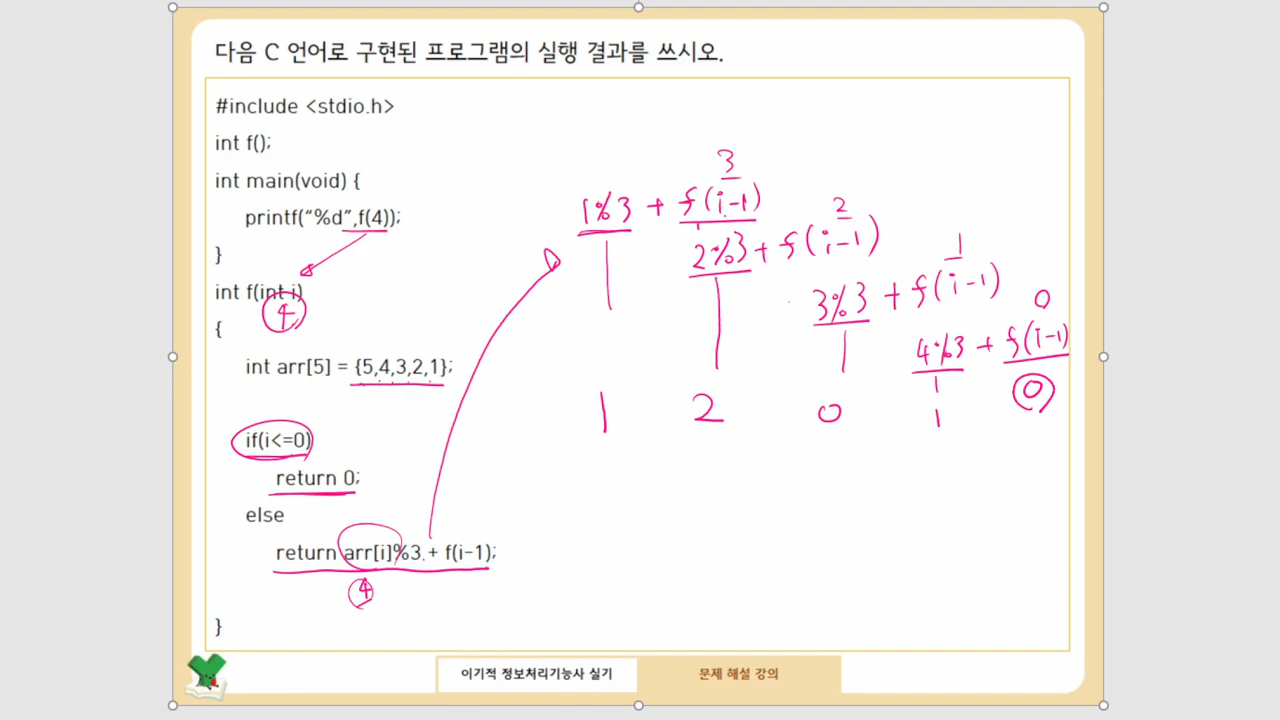 다음 C 언어로 구현된 프로그램의 실행 결과를 쓰시오.
#include <stdio.h>
int f();
int main(void) {
printf("%d",f(4));
}
int f(int i)
4
{
int arr[5] = {5,4,3,2,1};
if(i<=0)
return 0;
else
return arr[i]%3 + f(i-1);
4
}
3
1%3 + f(i-1)
2
2%3 + f(i-1)
1
3%3 + f(i-1)
0
4%3 + f(i-1)
0
1 2 0 1
이기적 정보처리기능사 실기
문제 해설 강의